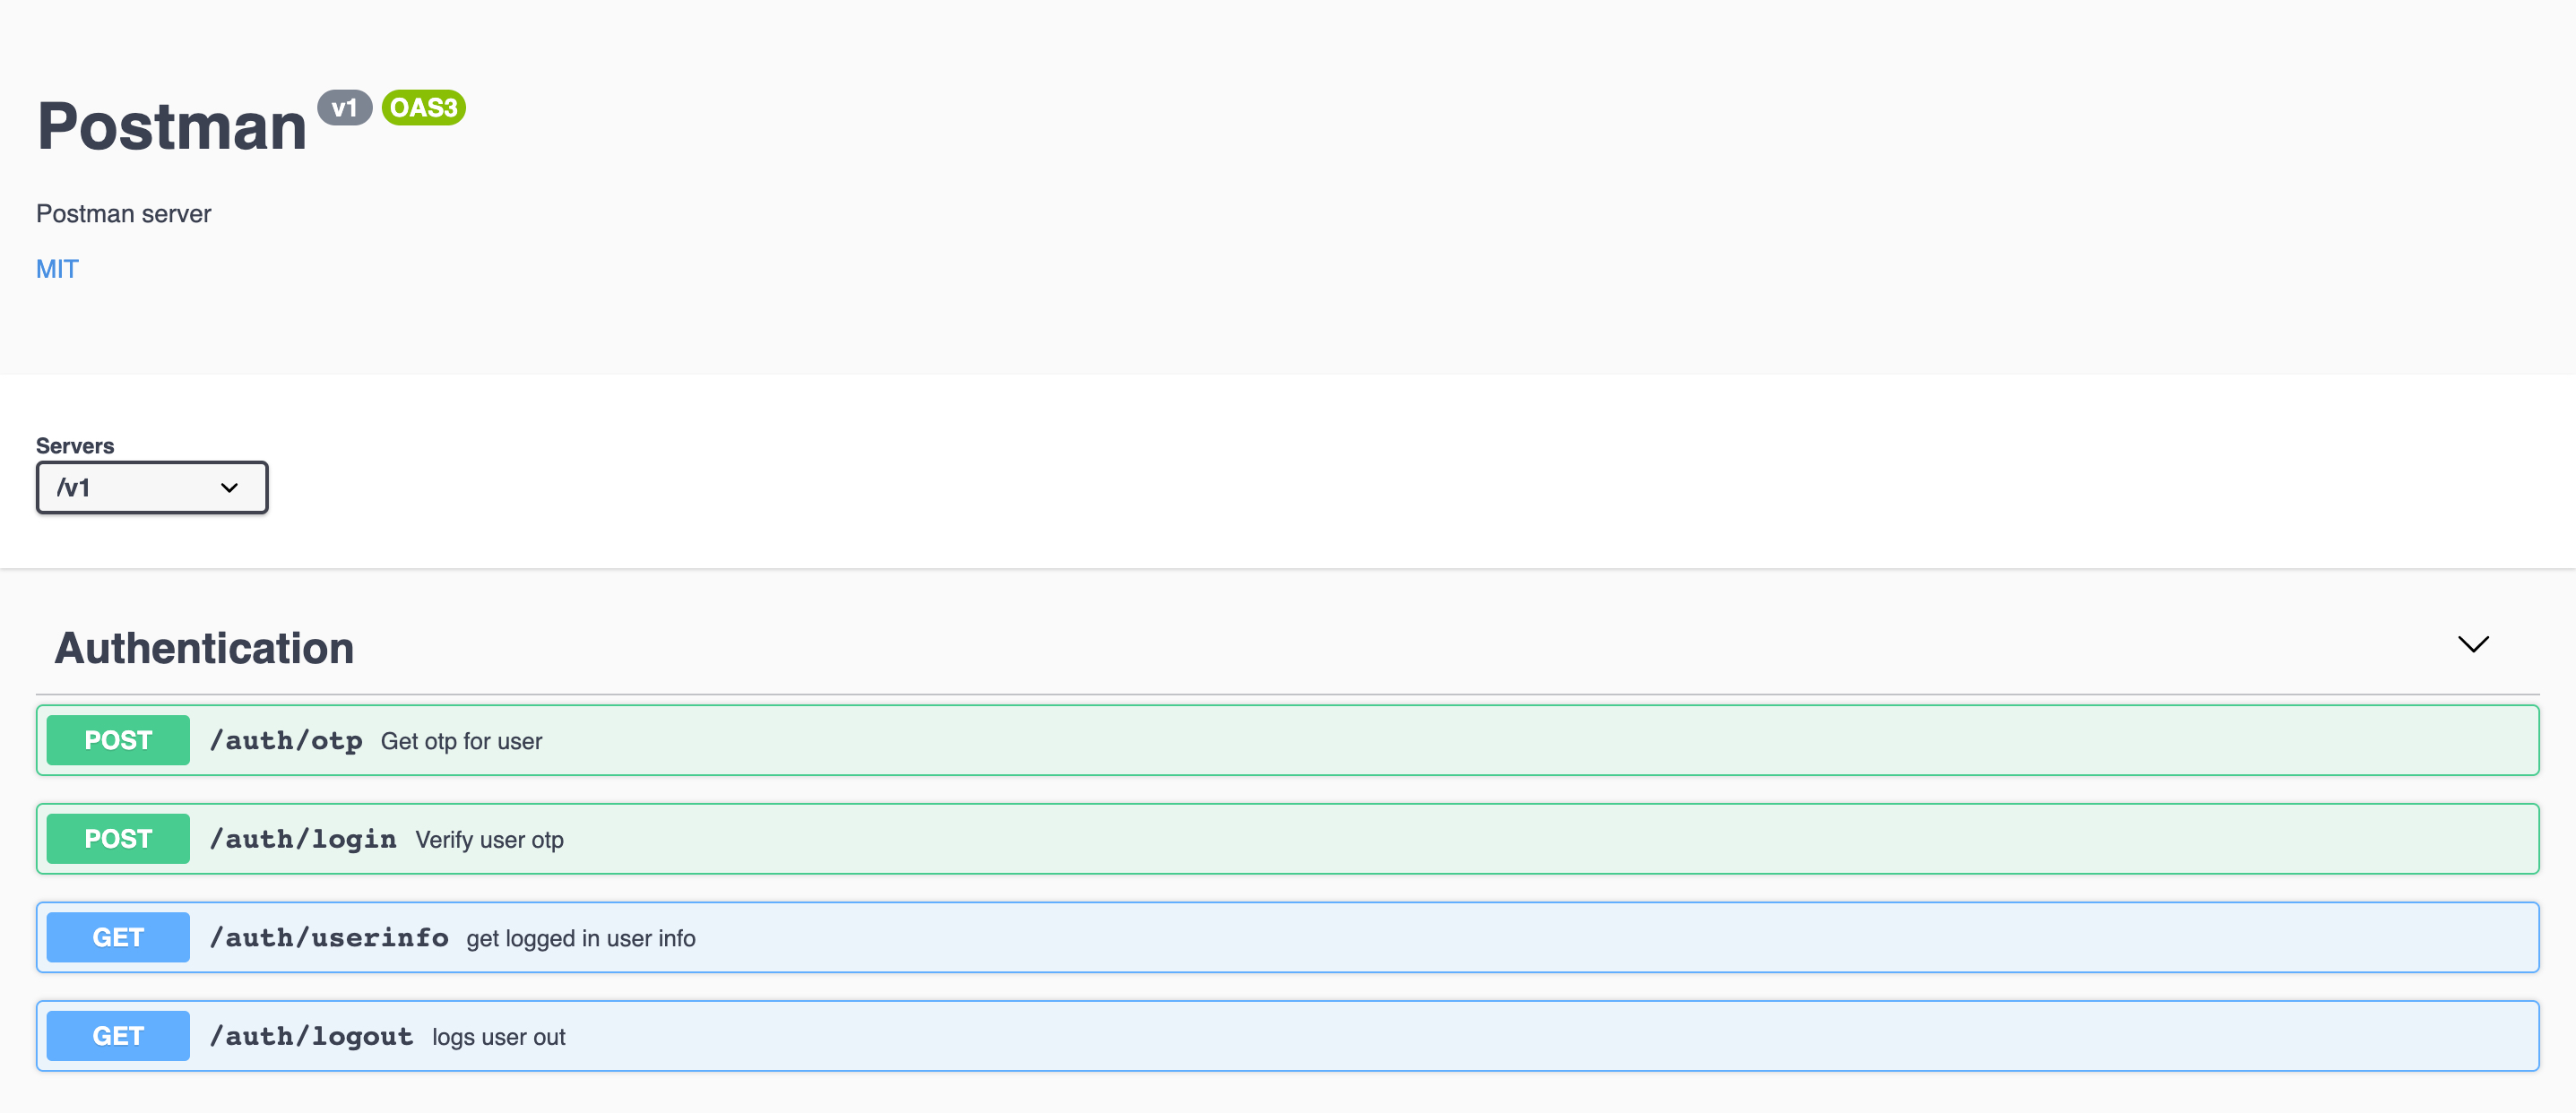 Postman v1 OAS3
Postman server
MIT
Servers
/v1
Authentication
POST /auth/otp Get otp for user
POST /auth/login Verify user otp
GET /auth/userinfo get logged in user info
GET /auth/logout logs user out